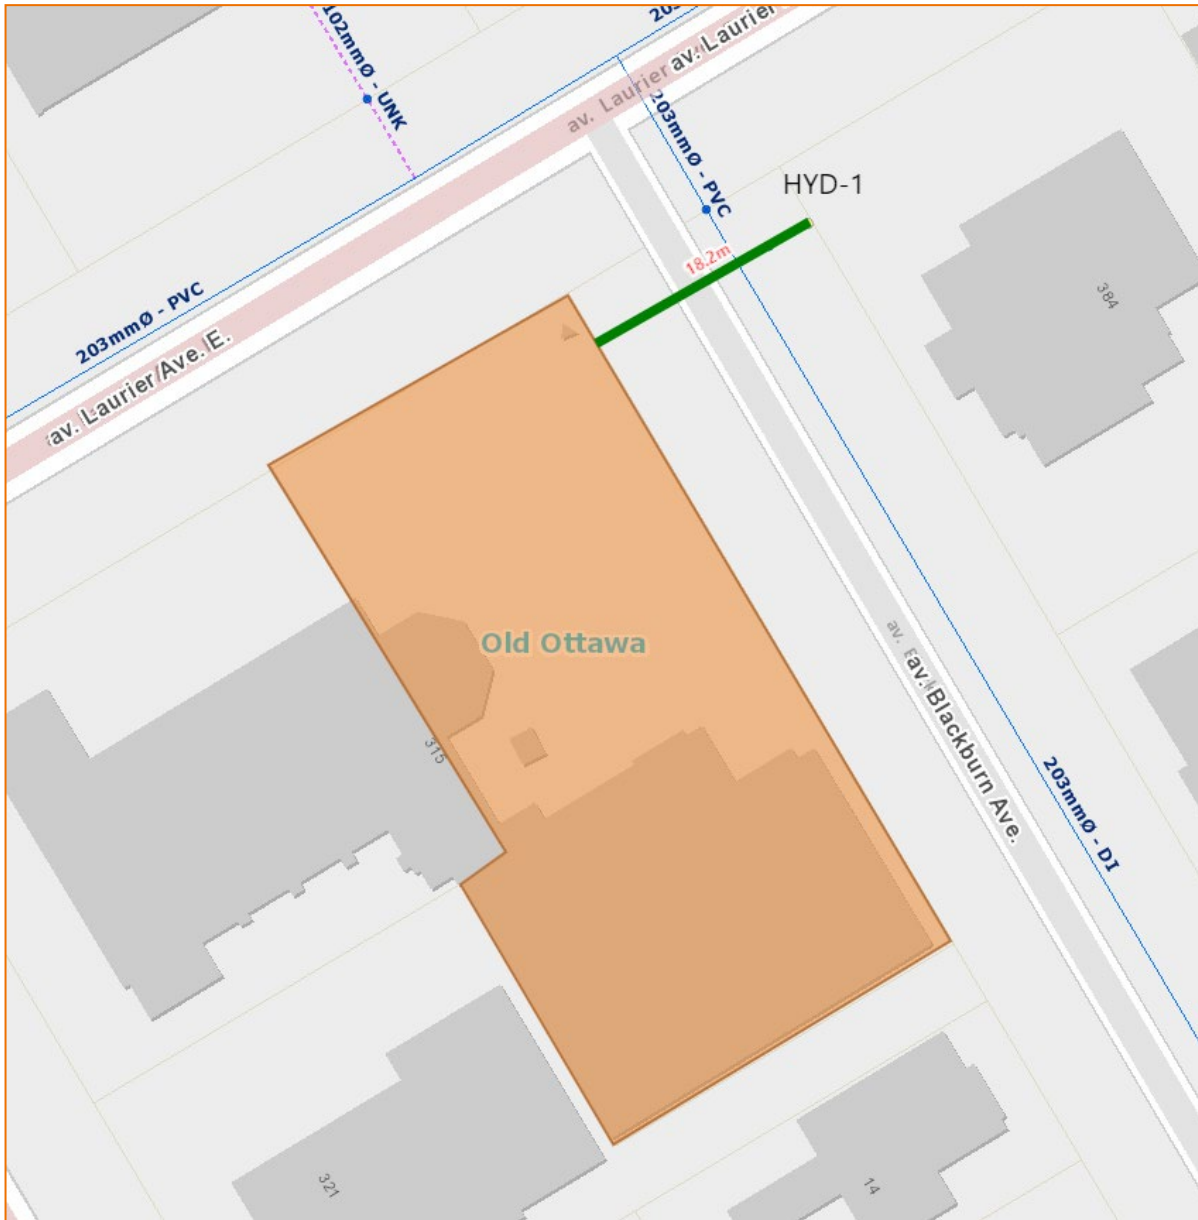 102mmØ - UNK
203mmØ - PVC
av. Laurier
av. Laurier
HYD-1
18.2m
384
203mmØ - PVC
av. Laurier Ave. E.
Old Ottawa
315
av.
av. Blackburn Ave.
203mmØ - DI
321
14